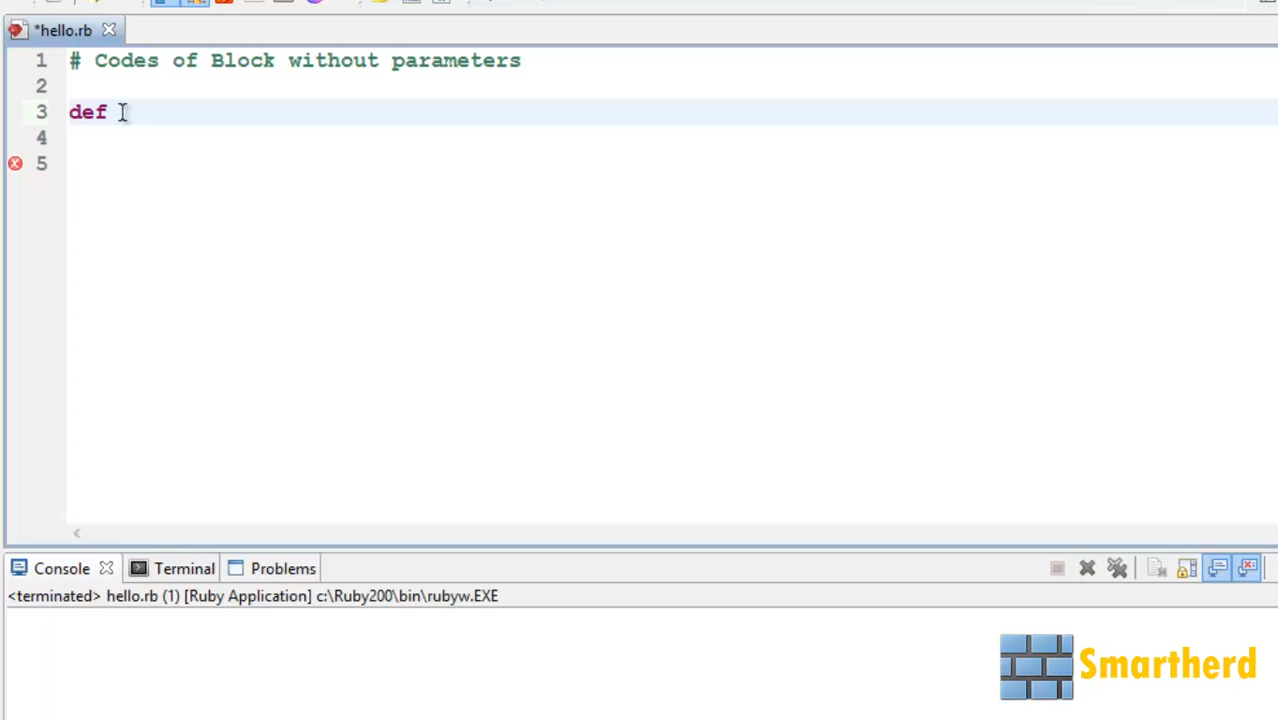 *hello.rb
1 # Codes of Block without parameters
2
3 def
4
5
Console Terminal Problems
<terminated> hello.rb (1) [Ruby Application] c:\Ruby200\bin\rubyw.EXE
Smartherd